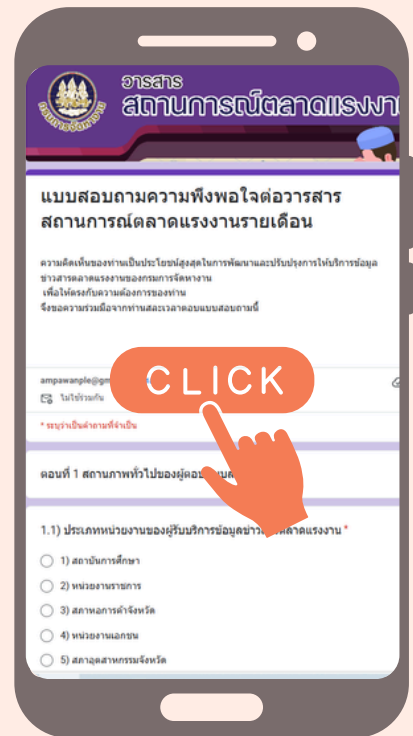 วารสาร
สถานการณ์ตลาดแรงงาน
แบบสอบถามความพึงพอใจต่อวารสาร
สถานการณ์ตลาดแรงงานรายเดือน
ความคิดเห็นของท่านเป็นประโยชน์สูงสุดในการพัฒนาและปรับปรุงการให้บริการข้อมูล
ข่าวสารตลาดแรงงานของกรมการจัดหางาน
เพื่อให้ตรงกับความต้องการของท่าน
จึงขอความร่วมมือจากท่านสละเวลาตอบแบบสอบถามนี้
ampawanple@gm
CLICK
ไม่ใช้ร่วมกัน
* ระบุว่าเป็นคำถามที่จำเป็น
ตอนที่ 1 สถานภาพทั่วไปของผู้ตอบ
1.1) ประเภทหน่วยงานของผู้รับบริการข้อมูลข่าว ตลาดแรงงาน *
1) สถาบันการศึกษา
2) หน่วยงานราชการ
3) สภาหอการค้าจังหวัด
4) หน่วยงานเอกชน
5) สภาอุตสาหกรรมจังหวัด